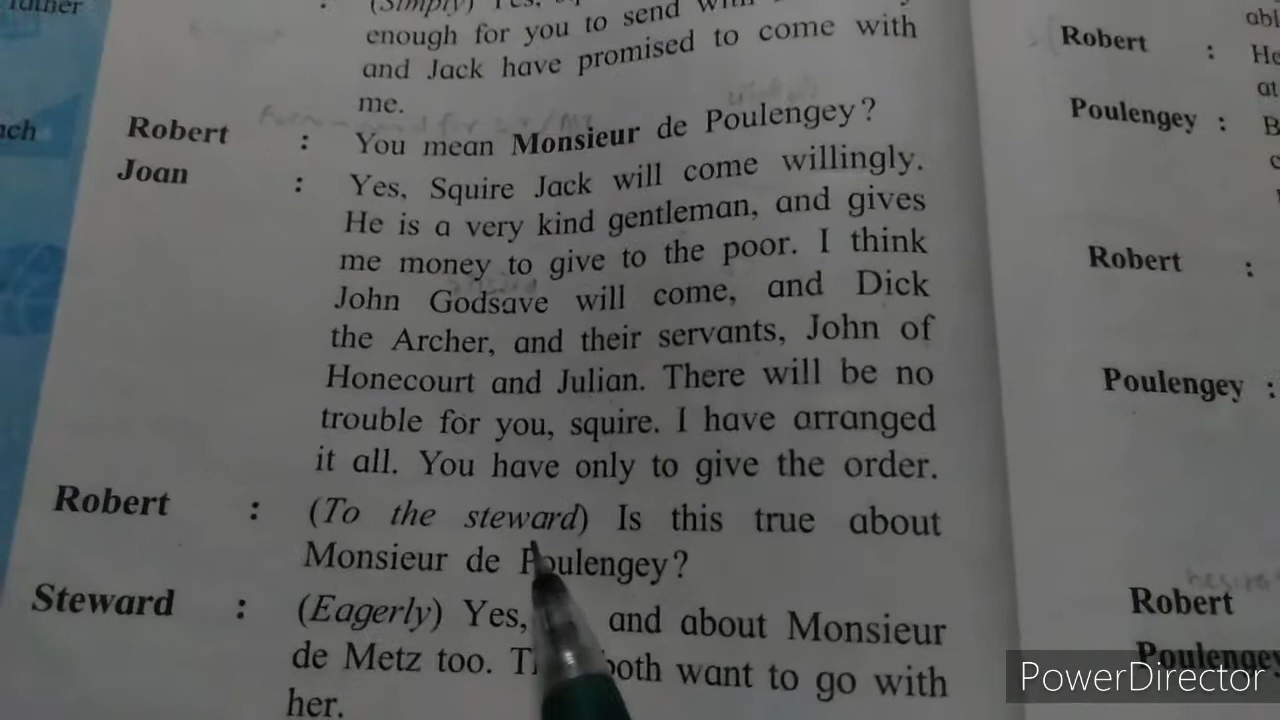 father
(Simply) Yes,
enough for you to send with
and Jack have promised to come with
me.
Robert : You mean Monsieur de Poulengey?
Joan : Yes, Squire Jack will come willingly.
He is a very kind gentleman, and gives
me money to give to the poor. I think
John Godsave will come, and Dick
the Archer, and their servants, John of
Honecourt and Julian. There will be no
trouble for you, squire. I have arranged
it all. You have only to give the order.
Robert : (To the steward) Is this true about
Monsieur de Poulengey?
Steward : (Eagerly) Yes, and about Monsieur
de Metz too. both want to go with
her.
Robert : He
at
Poulengey : B
Robert :
Poulengey :
Robert
Poulengey
PowerDirector